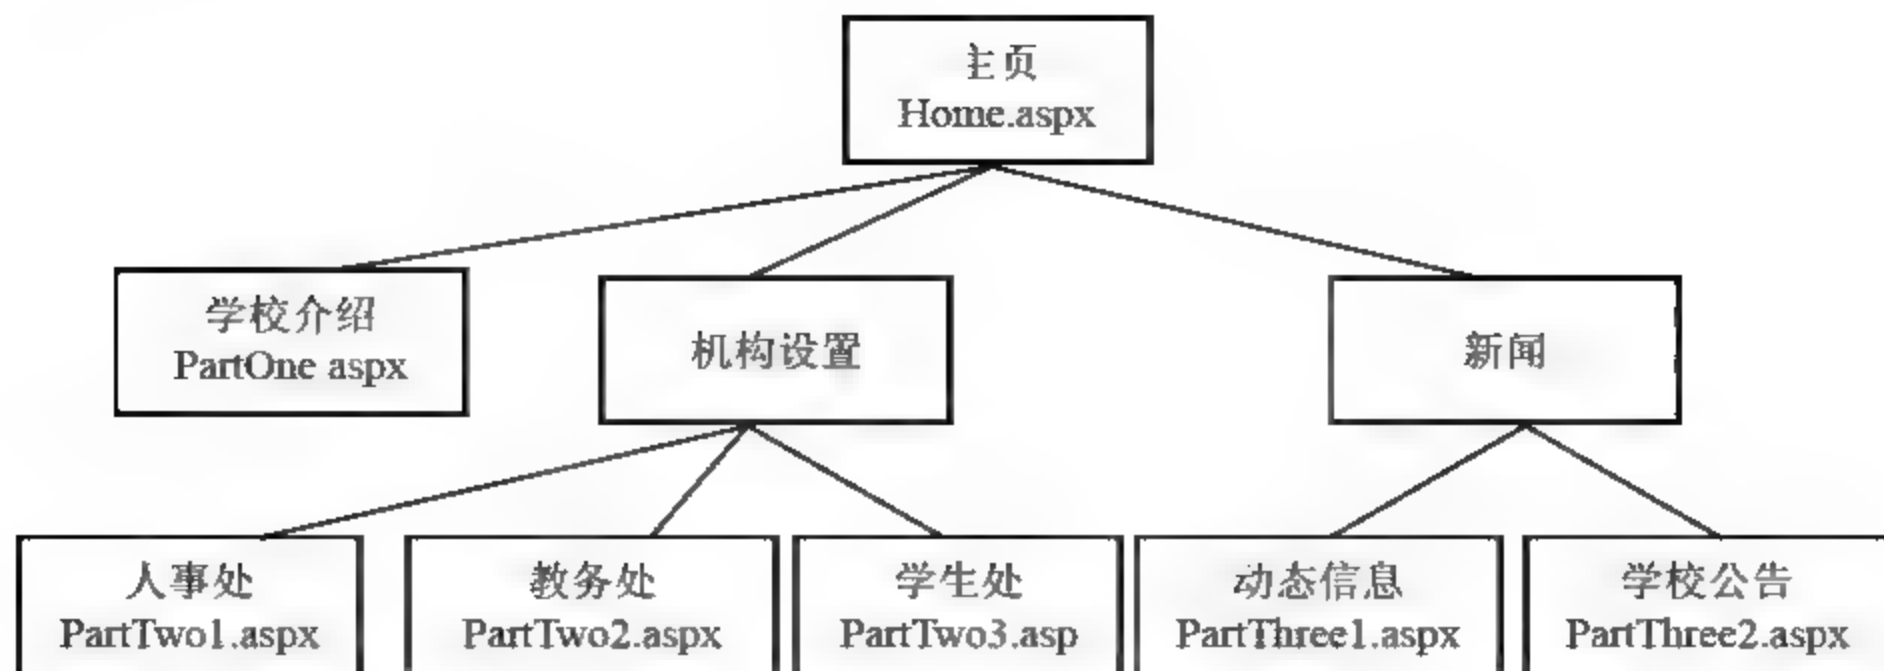 主页
Home.aspx
学校介绍
PartOne aspx
机构设置
新闻
人事处
PartTwo1.aspx
教务处
PartTwo2.aspx
学生处
PartTwo3.asp
动态信息
PartThree1.aspx
学校公告
PartThree2.aspx